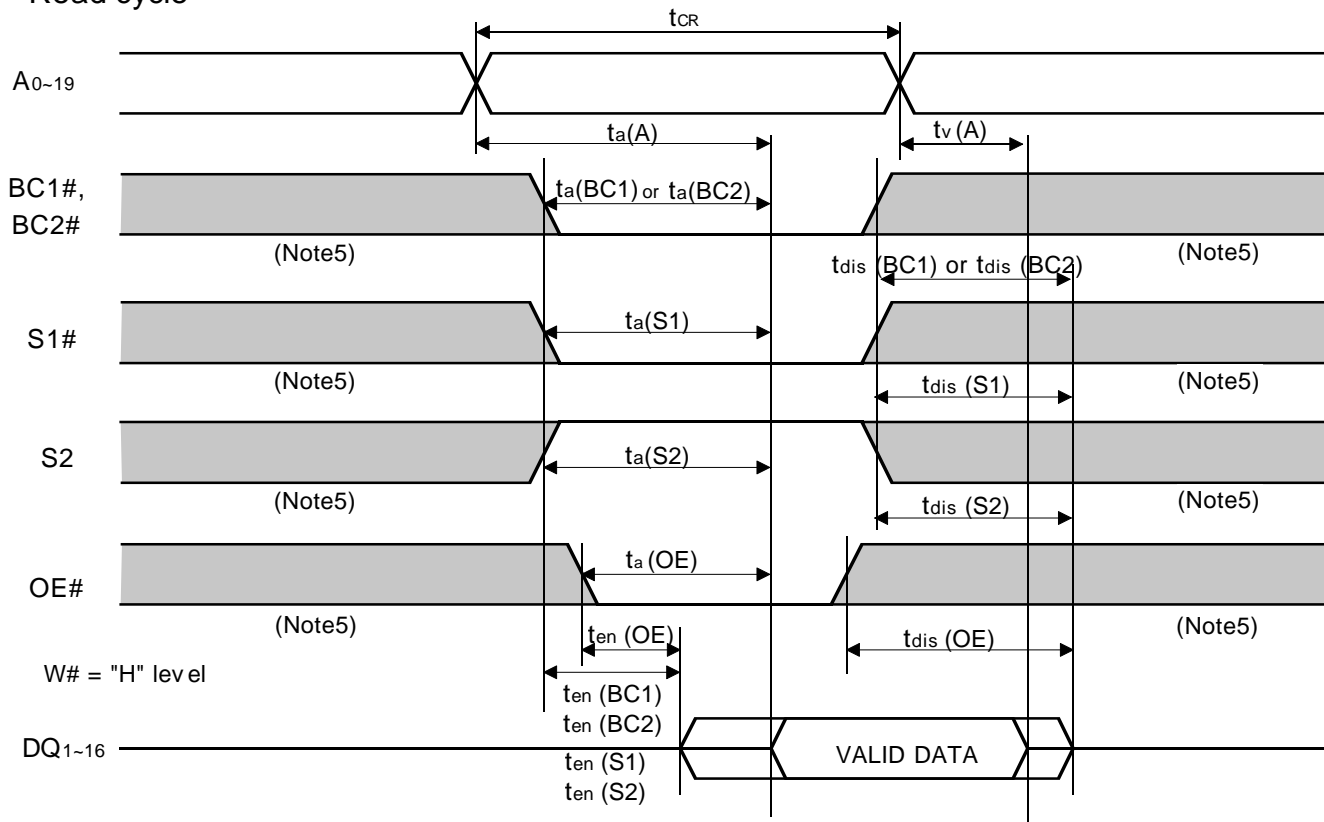 tCR
A0~19
ta(A)
tv (A)
BC1#,
BC2#
ta(BC1) or ta(BC2)
(Note5)
(Note5)
tdis (BC1) or tdis (BC2)
S1#
ta(S1)
(Note5)
(Note5)
tdis (S1)
S2
ta(S2)
(Note5)
(Note5)
tdis (S2)
OE#
ta (OE)
(Note5)
(Note5)
ten (OE)
tdis (OE)
W# = "H" level
ten (BC1)
ten (BC2)
DQ1~16
VALID DATA
ten (S1)
ten (S2)